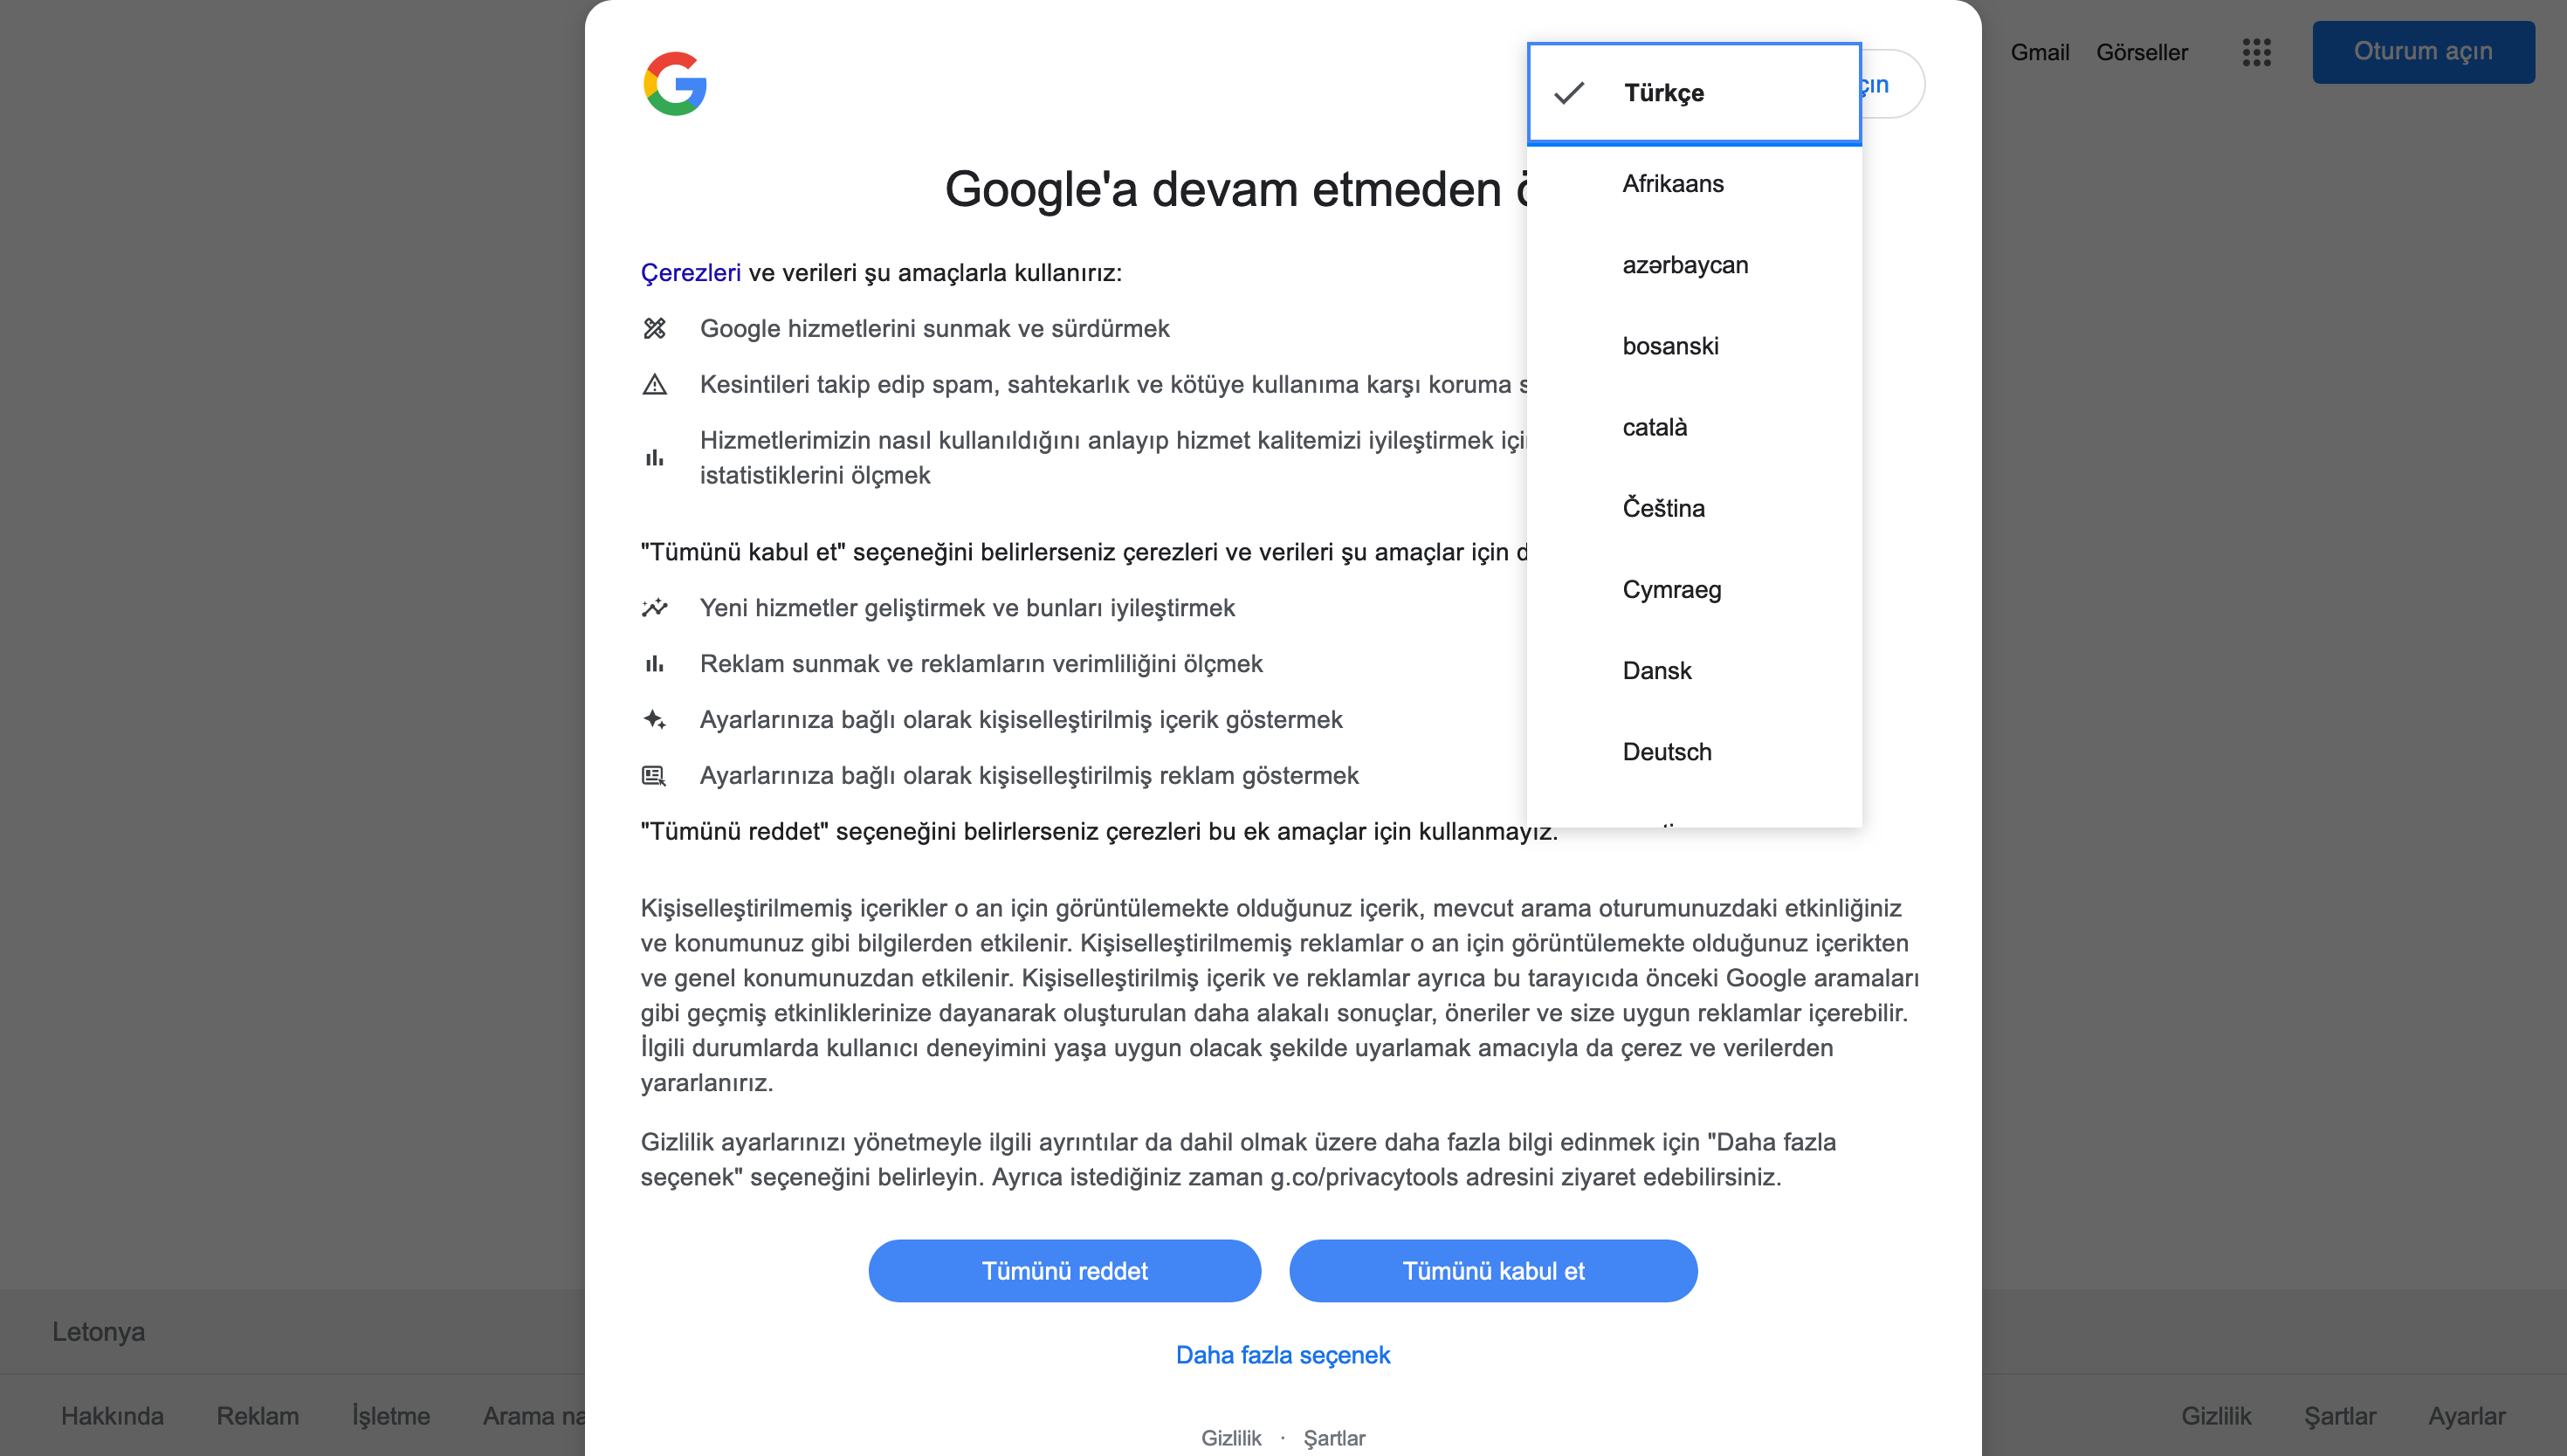 Gmail
Görseller
Oturum açın
Türkçe
Google'a devam etmeden
Afrikaans
azərbaycan
bosanski
català
Čeština
Cymraeg
Dansk
Deutsch
Çerezleri ve verileri şu amaçlarla kullanırız:
Google hizmetlerini sunmak ve sürdürmek
Kesintileri takip edip spam, sahtekarlık ve kötüye kullanıma karşı koruma
Hizmetlerimizin nasıl kullanıldığını anlayıp hizmet kalitemizi iyileştirmek
istatistiklerini ölçmek
"Tümünü kabul et" seçeneğini belirlerseniz çerezleri ve verileri şu amaçlar için
Yeni hizmetler geliştirmek ve bunları iyileştirmek
Reklam sunmak ve reklamların verimliliğini ölçmek
Ayarlarınıza bağlı olarak kişiselleştirilmiş içerik göstermek
Ayarlarınıza bağlı olarak kişiselleştirilmiş reklam göstermek
"Tümünü reddet" seçeneğini belirlerseniz çerezleri bu ek amaçlar için kullanmayız.
Kişiselleştirilmemiş içerikler o an için görüntülemekte olduğunuz içerik, mevcut arama oturumunuzdaki etkinliğiniz
ve konumunuz gibi bilgilerden etkilenir. Kişiselleştirilmemiş reklamlar o an için görüntülemekte olduğunuz içerikten
ve genel konumunuzdan etkilenir. Kişiselleştirilmiş içerik ve reklamlar ayrıca bu tarayıcıda önceki Google aramaları
gibi geçmiş etkinliklerinize dayanarak oluşturulan daha alakalı sonuçlar, öneriler ve size uygun reklamlar içerebilir.
İlgili durumlarda kullanıcı deneyimini yaşa uygun olacak şekilde uyarlamak amacıyla da çerez ve verilerden
yararlanırız.
Gizlilik ayarlarınızı yönetmeyle ilgili ayrıntılar da dahil olmak üzere daha fazla bilgi edinmek için "Daha fazla
seçenek" seçeneğini belirleyin. Ayrıca istediğiniz zaman g.co/privacytools adresini ziyaret edebilirsiniz.
Tümünü reddet
Tümünü kabul et
Daha fazla seçenek
Gizlilik · Şartlar
Letonya
Hakkında
Reklam
İşletme
Arama
Gizlilik
Şartlar
Ayarlar